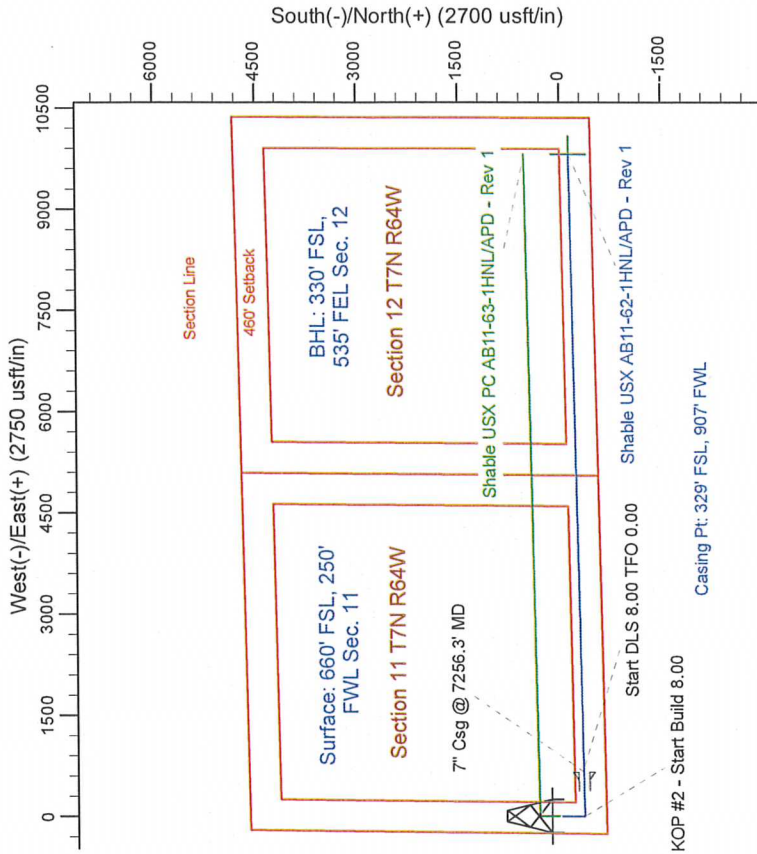 South(-)/North(+) (2700 usft/in)
6000
4500
3000
1500
0
-1500
West(-)/East(+) (2750 usft/in)
10500
9000
7500
6000
4500
3000
1500
0
Section Line
460' Setback
BHL: 330' FSL,
535' FEL Sec. 12
Section 12 T7N R64W
Shable USX PC AB11-63-1HNL/APD - Rev 1
Shable USX AB11-62-1HNL/APD - Rev 1
Surface: 660' FSL, 250'
FWL Sec. 11
Section 11 T7N R64W
7" Csg @ 7256.3' MD
Casing Pt: 329' FSL, 907' FWL
Start DLS 8.00 TFO 0.00
KOP #2 - Start Build 8.00